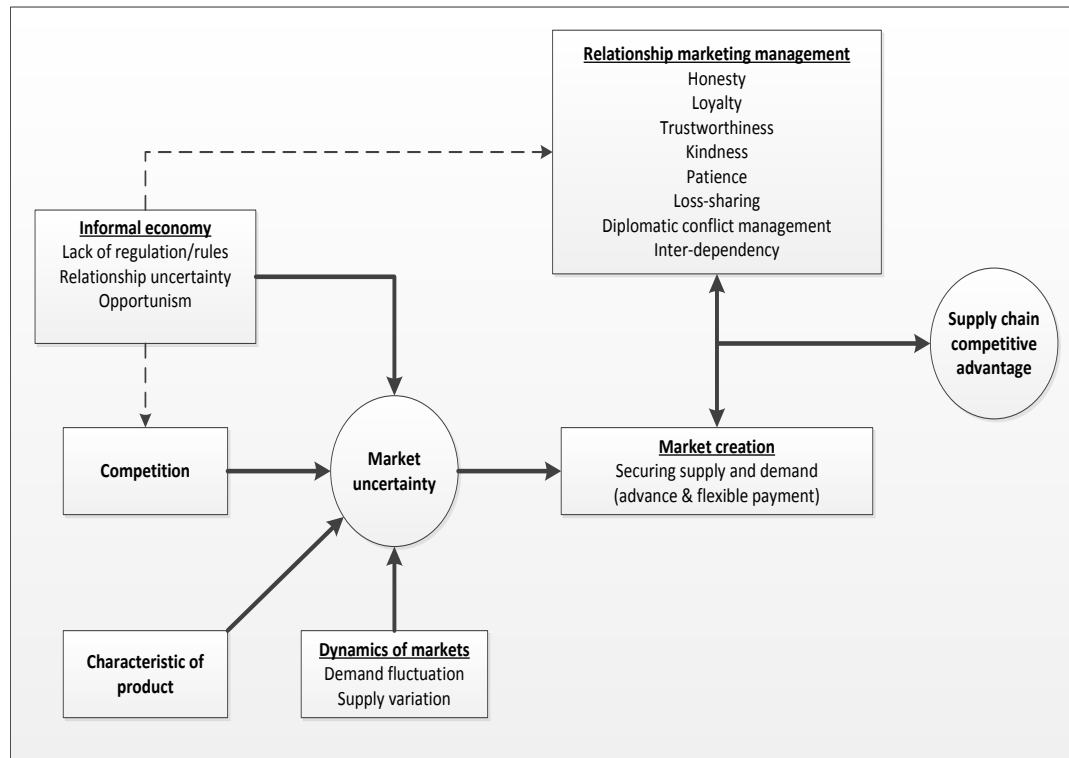 Relationship marketing management
Honesty
Loyalty
Trustworthiness
Kindness
Patience
Loss-sharing
Diplomatic conflict management
Inter-dependency
Informal economy
Lack of regulation/rules
Relationship uncertainty
Opportunism
Supply chain
competitive
advantage
Competition
Market
uncertainty
Market creation
Securing supply and demand
(advance & flexible payment)
Characteristic of
product
Dynamics of markets
Demand fluctuation
Supply variation